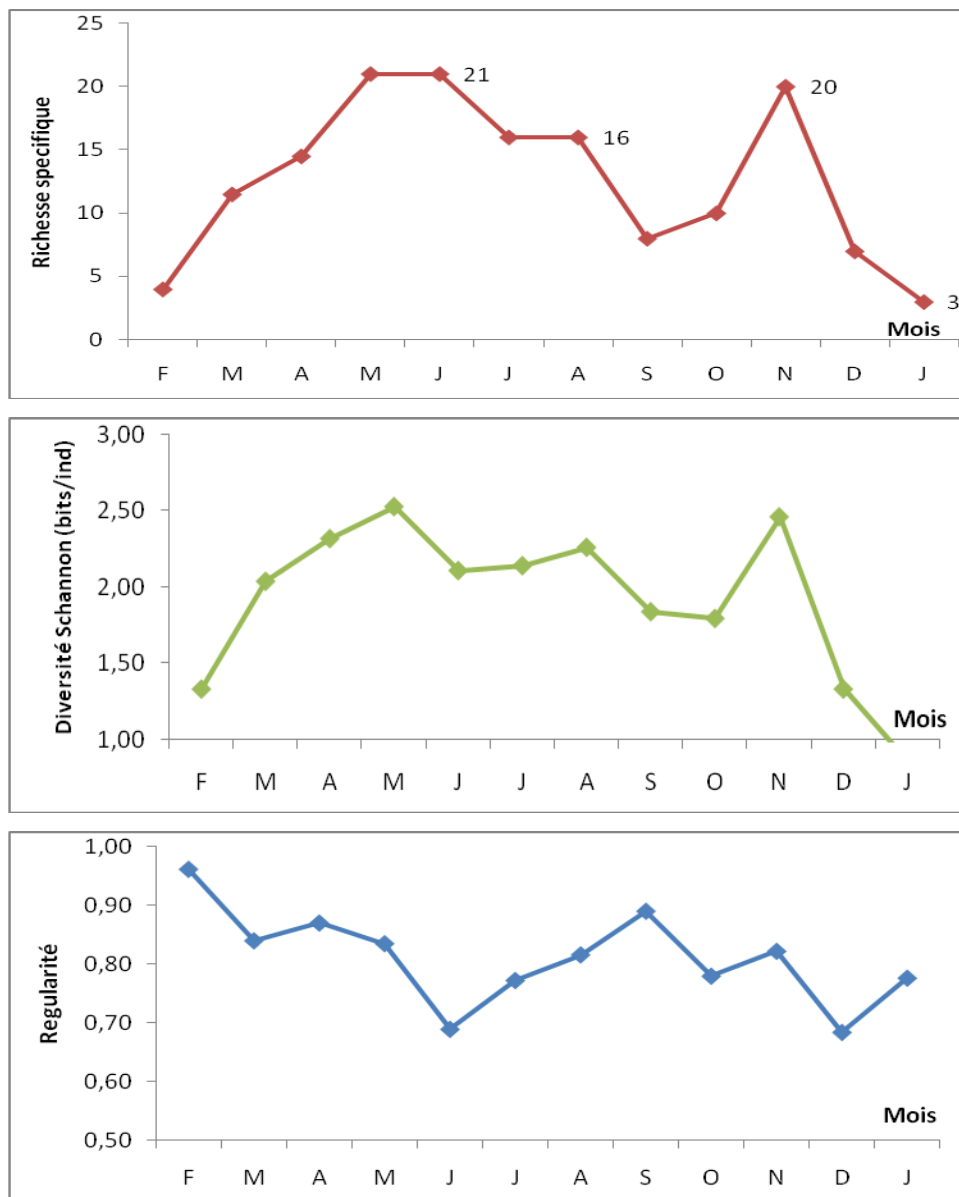 Richesse specifique
25
20
15
10
5
0
21
16
20
3
Mois
F M A M J J A S O N D J
Diversité Schannon (bits/ind)
3,00
2,50
2,00
1,50
1,00
Mois
F M A M J J A S O N D J
Regularité
1,00
0,90
0,80
0,70
0,60
0,50
Mois
F M A M J J A S O N D J